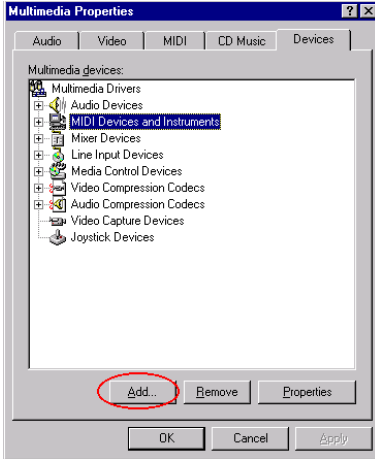 Multimedia Properties
Audio Video MIDI CD Music Devices
Multimedia devices:
Multimedia Drivers
Audio Devices
MIDI Devices and Instruments
Mixer Devices
Line Input Devices
Media Control Devices
Video Compression Codecs
Audio Compression Codecs
Video Capture Devices
Joystick Devices
Add... Remove Properties
OK Cancel Apply